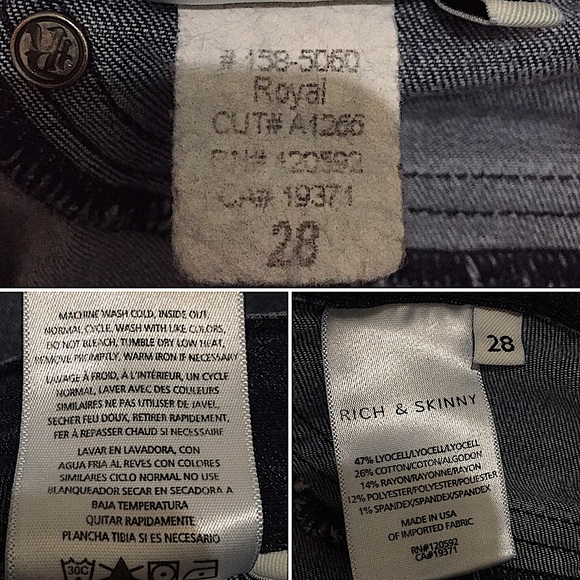 # 158-5060
Royal
CUT# A1266
RN# 120592
CA# 19371
28
MACHINE WASH COLD, INSIDE OUT,
NORMAL CYCLE, WASH WITH LIKE COLORS,
DO NOT BLEACH, TUMBLE DRY LOW HEAT,
REMOVE PROMPTLY, WARM IRON IF NECESSARY
LAVAGE À FROID, À L'INTÉRIEUR, UN CYCLE
NORMAL, LAVER AVEC DES COULEURS
SIMILAIRES NE PAS UTILISER DE JAVEL,
SECHER FEU DOUX, RETIRER RAPIDEMENT,
FER À REPASSER CHAUD SI NECESSAIRE
LAVAR EN LAVADORA, CON
AGUA FRIA AL REVES CON COLORES
SIMILARES CICLO NORMAL NO USE
BLANQUEADOR SECAR EN SECADORA A
BAJA TEMPERATURA
QUITAR RAPIDAMENTE
PLANCHA TIBIA SI ES NECESARIO
30C
28
RICH & SKINNY
47% LYOCELL/LYOCELL/LYOCELL
26% COTTON/COTON/ALGODON
14% RAYON/RAYONNE/RAYON
12% POLYESTER/POLYESTER/POLIESTER
1% SPANDEX/SPANDEX/SPANDEX
MADE IN USA
OF IMPORTED FABRIC
RN#120592
CA#19371